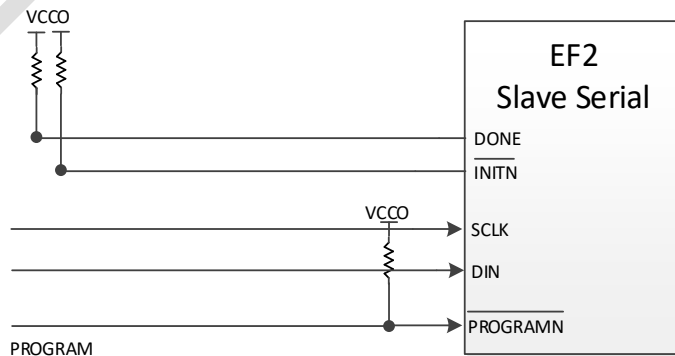 VCCO
EF2
Slave Serial
DONE
INITN
VCCO
SCLK
DIN
PROGRAMN
PROGRAM